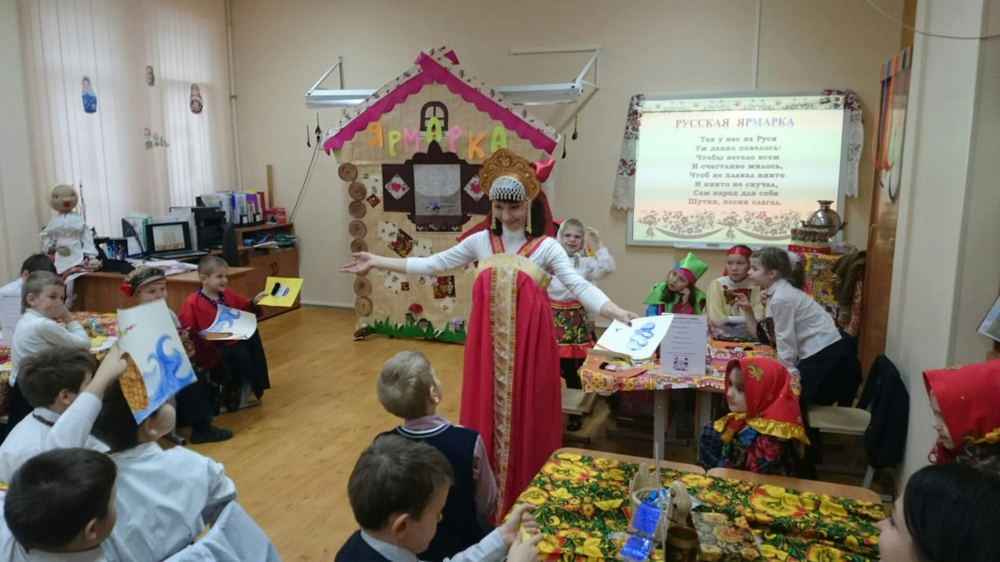 ЯРМАРКА
РУССКАЯ ЯРМАРКА
Так у нас на Руси
Уж давно повелось:
Чтобы весело всем
И счастливо жилось,
Чтоб не плакал никто
И никто не скучал,
Сам народ для себя
Шутки, песни слагал.